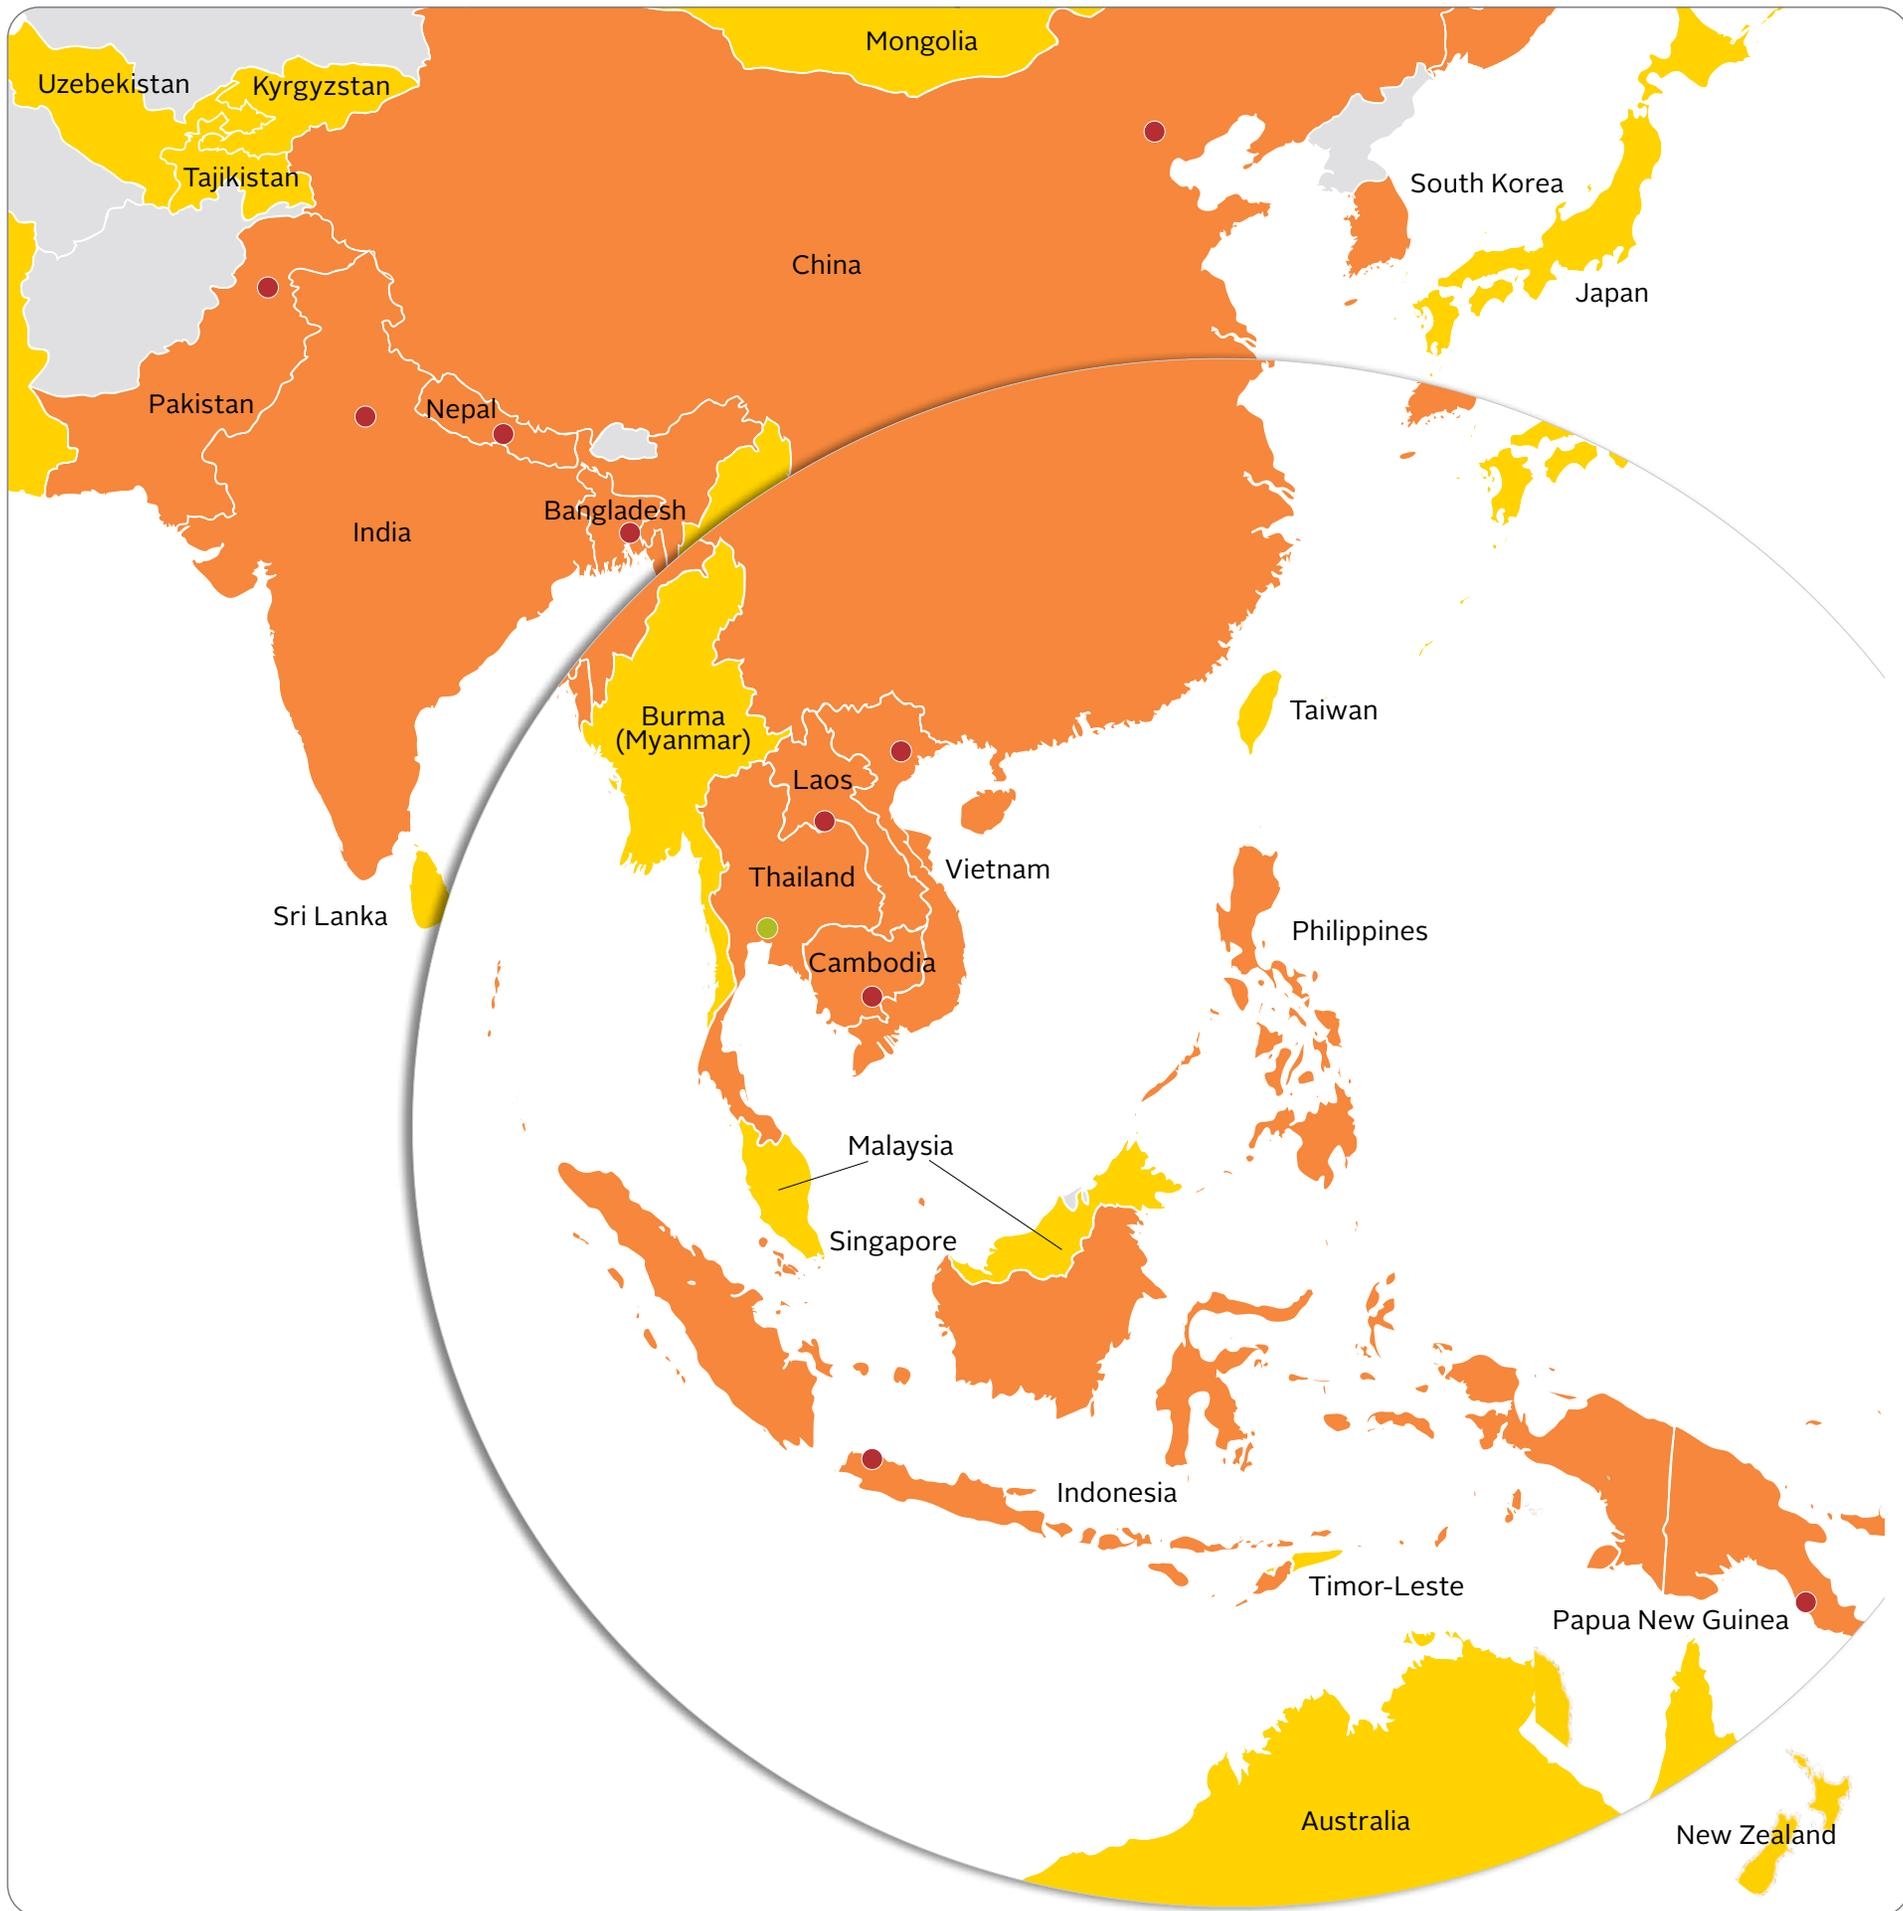 Mongolia
Uzebekistan
Kyrgyzstan
Tajikistan
South Korea
China
Japan
Pakistan
Nepal
Bangladesh
India
Taiwan
Burma
(Myanmar)
Laos
Vietnam
Thailand
Sri Lanka
Philippines
Cambodia
Malaysia
Singapore
Indonesia
Timor-Leste
Papua New Guinea
Australia
New Zealand